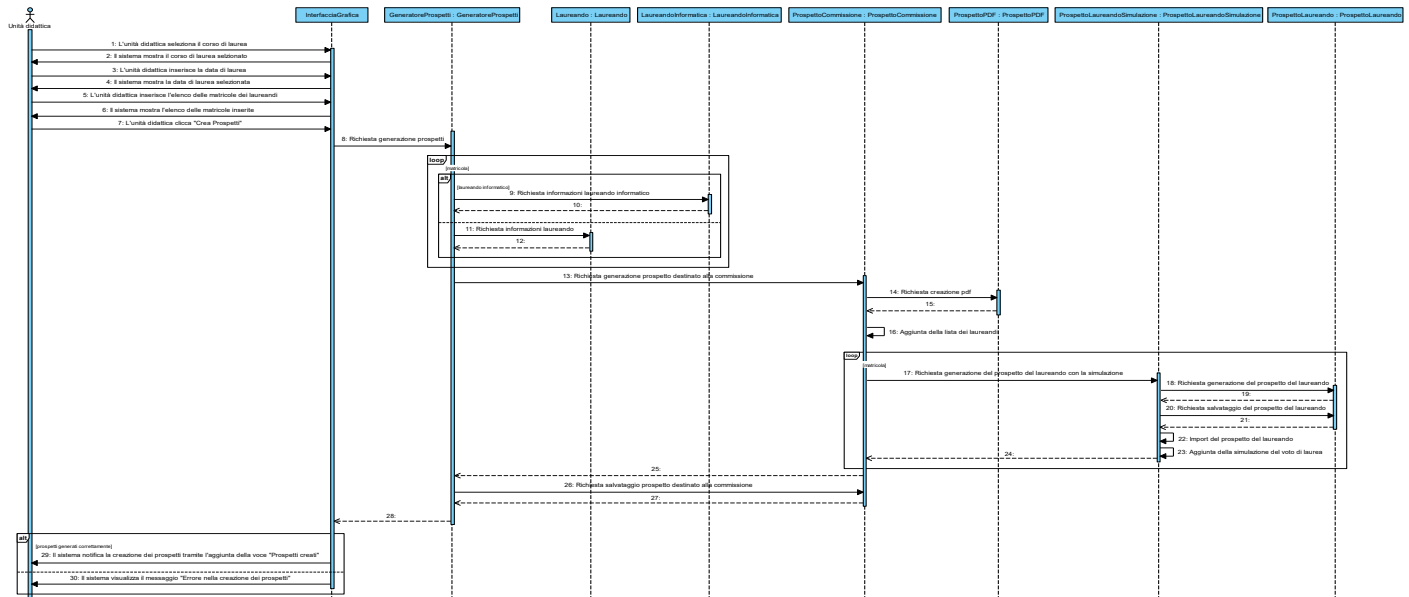 Unità didattica
InterfacciaGrafica
GeneratoreProspetti : GeneratoreProspetti
Laureando : Laureando
LaureandoInformatica : LaureandoInformatica
ProspettoCommissione : ProspettoCommissione
ProspettoPDF : ProspettoPDF
ProspettoLaureandoSimulazione : ProspettoLaureandoSimulazione
ProspettoLaureando : ProspettoLaureando
1: L'unità didattica seleziona il corso di laurea
2: Il sistema mostra il corso di laurea selzionato
3: L'unità didattica inserisce la data di laurea
4: Il sistema mostra la data di laurea selezionata
5: L'unità didattica inserisce l'elenco delle matricole dei laureandi
6: Il sistema mostra l'elenco delle matricole inserite
7: L'unità didattica clicca "Crea Prospetti"
8: Richiesta generazione prospetti
loop
[matricola]
alt
[laureando informatico]
9: Richiesta informazioni laureando informatico
10:
11: Richiesta informazioni laureando
12:
13: Richiesta generazione prospetto destinato alla commissione
14: Richiesta creazione pdf
15:
16: Aggiunta della lista dei laureandi
loop
[matricola]
17: Richiesta generazione del prospetto del laureando con la simulazione
18: Richiesta generazione del prospetto del laureando
19:
20: Richiesta salvataggio del prospetto del laureando
21:
22: Import del prospetto del laureando
23: Aggiunta della simulazione del voto di laurea
24:
25:
26: Richiesta salvataggio prospetto destinato alla commissione
27:
28:
alt
[prospetti generati correttamente]
29: Il sistema notifica la creazione dei prospetti tramite l'aggiunta della voce "Prospetti creati"
30: Il sistema visualizza il messaggio "Errore nella creazione dei prospetti"